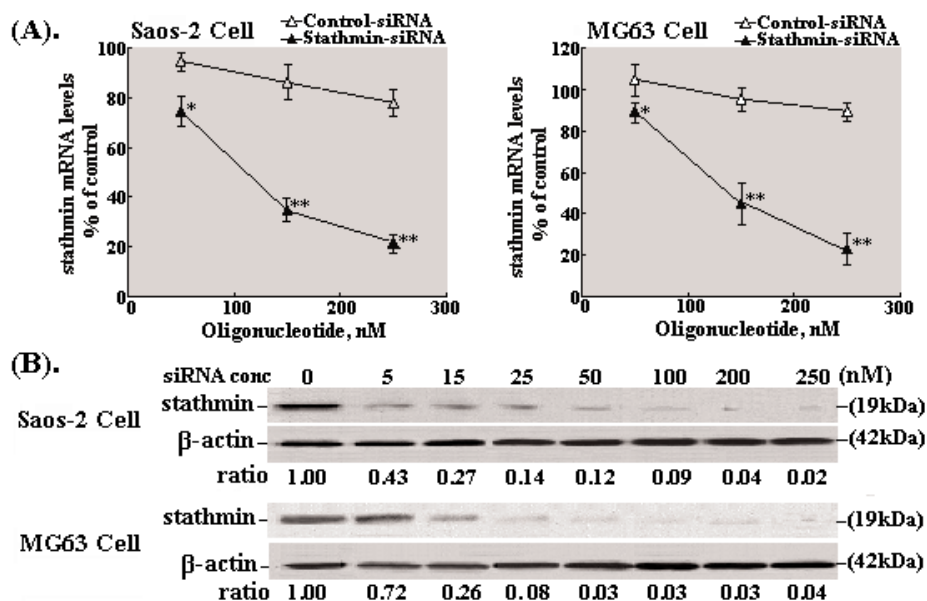 (A).
Saos-2 Cell
Control-siRNA
Stathmin-siRNA
stathmin mRNA levels
% of control
100
80
60
40
20
0
*
**
**
0 100 200 300
Oligonucleotide, nM
MG63 Cell
Control-siRNA
Stathmin-siRNA
stathmin mRNA levels
% of control
120
100
80
60
40
20
0
*
**
**
0 100 200 300
Oligonucleotide, nM
(B).
siRNA conc 0 5 15 25 50 100 200 250 (nM)
Saos-2 Cell
stathmin (19kDa)
β-actin (42kDa)
ratio 1.00 0.43 0.27 0.14 0.12 0.09 0.04 0.02
MG63 Cell
stathmin (19kDa)
β-actin (42kDa)
ratio 1.00 0.72 0.26 0.08 0.03 0.03 0.03 0.04